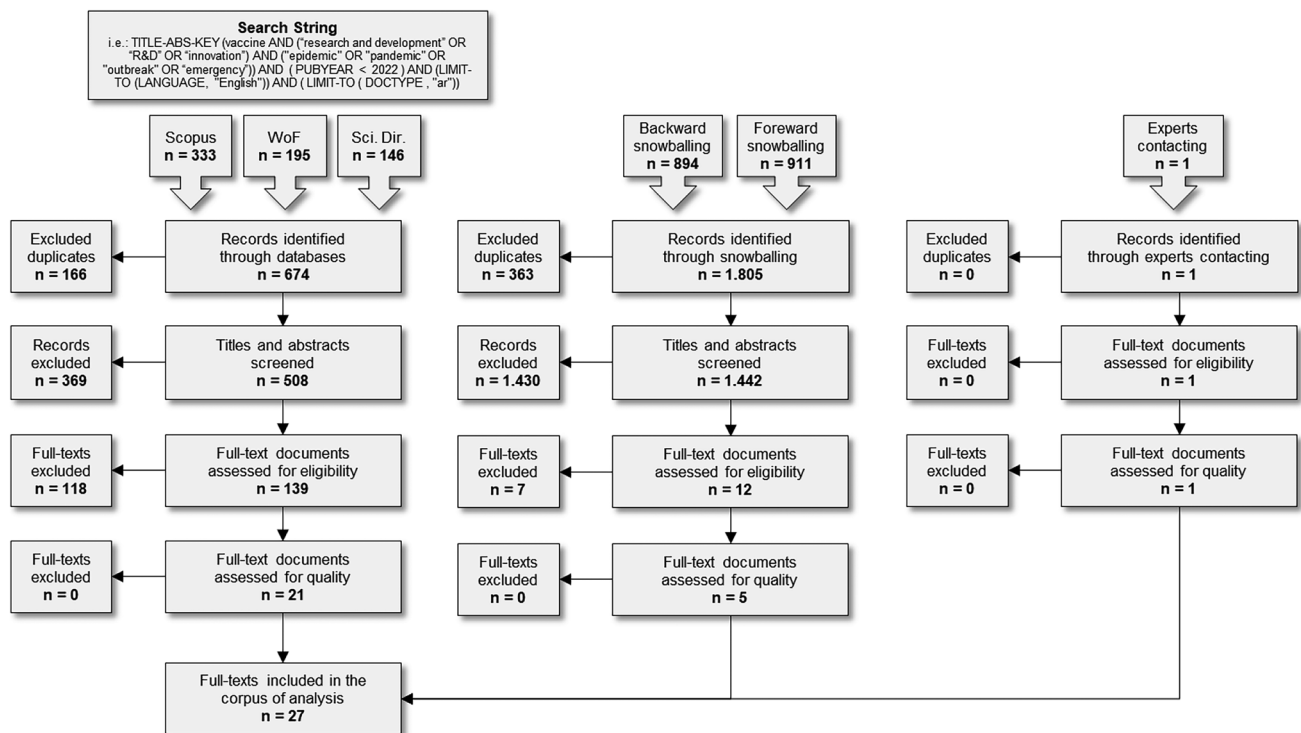 Search String
i.e.: TITLE-ABS-KEY (vaccine AND (“research and development” OR
“R&D” OR “innovation”) AND ("epidemic" OR "pandemic" OR
"outbreak" OR “emergency”)) AND ( PUBYEAR < 2022 ) AND (LIMIT-
TO (LANGUAGE, "English")) AND ( LIMIT-TO ( DOCTYPE , "ar"))
Scopus
n = 333
WoF
n = 195
Sci. Dir.
n = 146
Backward
snowballing
n = 894
Foreward
snowballing
n = 911
Experts
contacting
n = 1
Excluded
duplicates
n = 166
Records identified
through databases
n = 674
Excluded
duplicates
n = 363
Records identified
through snowballing
n = 1.805
Excluded
duplicates
n = 0
Records identified
through experts contacting
n = 1
Records
excluded
n = 369
Titles and abstracts
screened
n = 508
Records
excluded
n = 1.430
Titles and abstracts
screened
n = 1.442
Full-texts
excluded
n = 0
Full-text documents
assessed for eligibility
n = 1
Full-texts
excluded
n = 118
Full-text documents
assessed for eligibility
n = 139
Full-texts
excluded
n = 7
Full-text documents
assessed for eligibility
n = 12
Full-texts
excluded
n = 0
Full-text documents
assessed for quality
n = 1
Full-texts
excluded
n = 0
Full-text documents
assessed for quality
n = 21
Full-texts
excluded
n = 0
Full-text documents
assessed for quality
n = 5
Full-texts included in the
corpus of analysis
n = 27